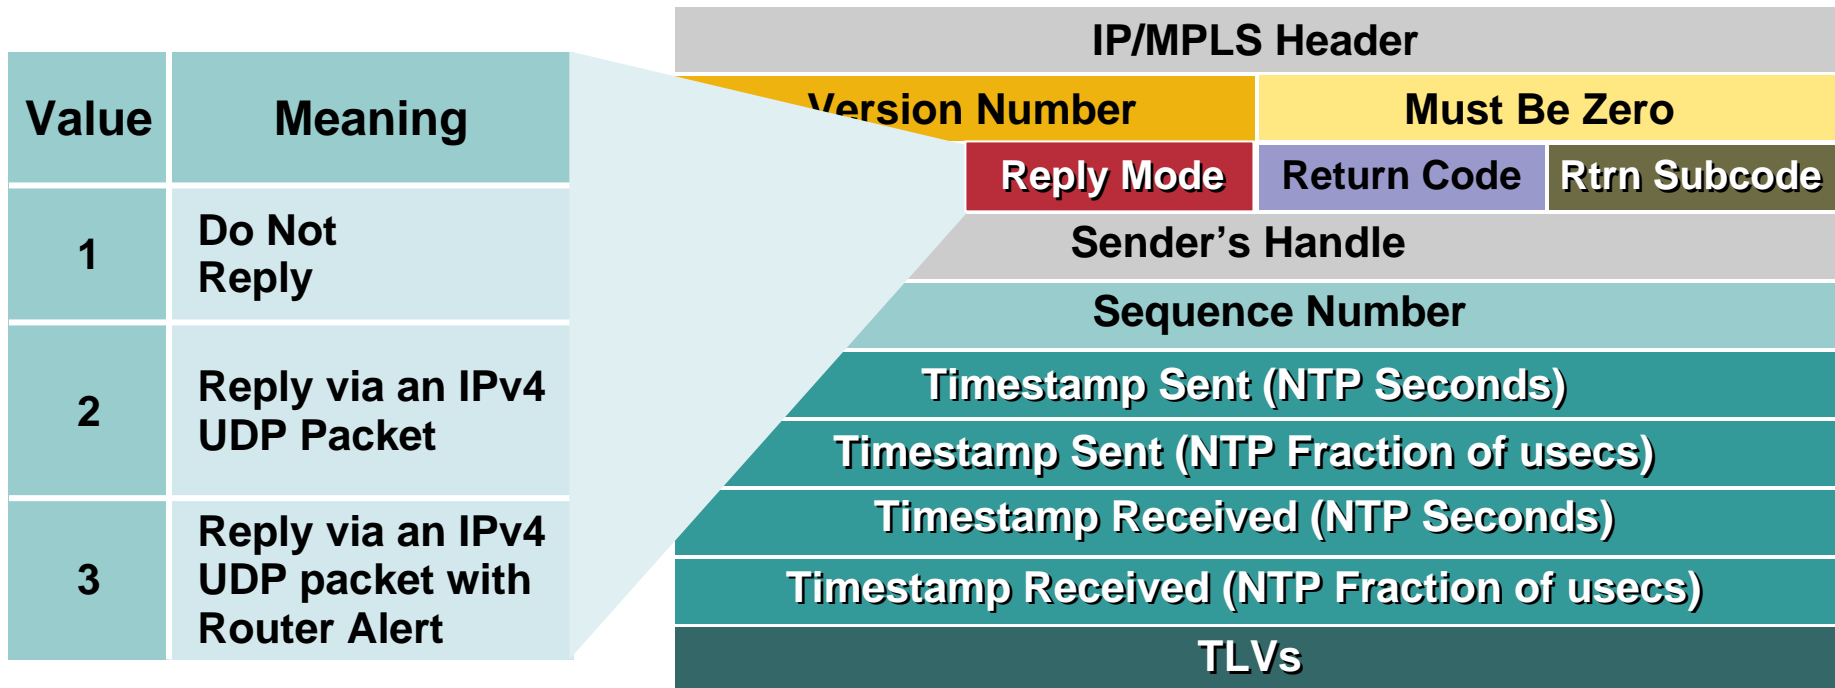 Value
Meaning
1
Do Not
Reply
2
Reply via an IPv4
UDP Packet
3
Reply via an IPv4
UDP packet with
Router Alert
IP/MPLS Header
Version Number
Must Be Zero
Reply Mode
Return Code
Rtrn Subcode
Sender’s Handle
Sequence Number
Timestamp Sent (NTP Seconds)
Timestamp Sent (NTP Fraction of usecs)
Timestamp Received (NTP Seconds)
Timestamp Received (NTP Fraction of usecs)
TLVs